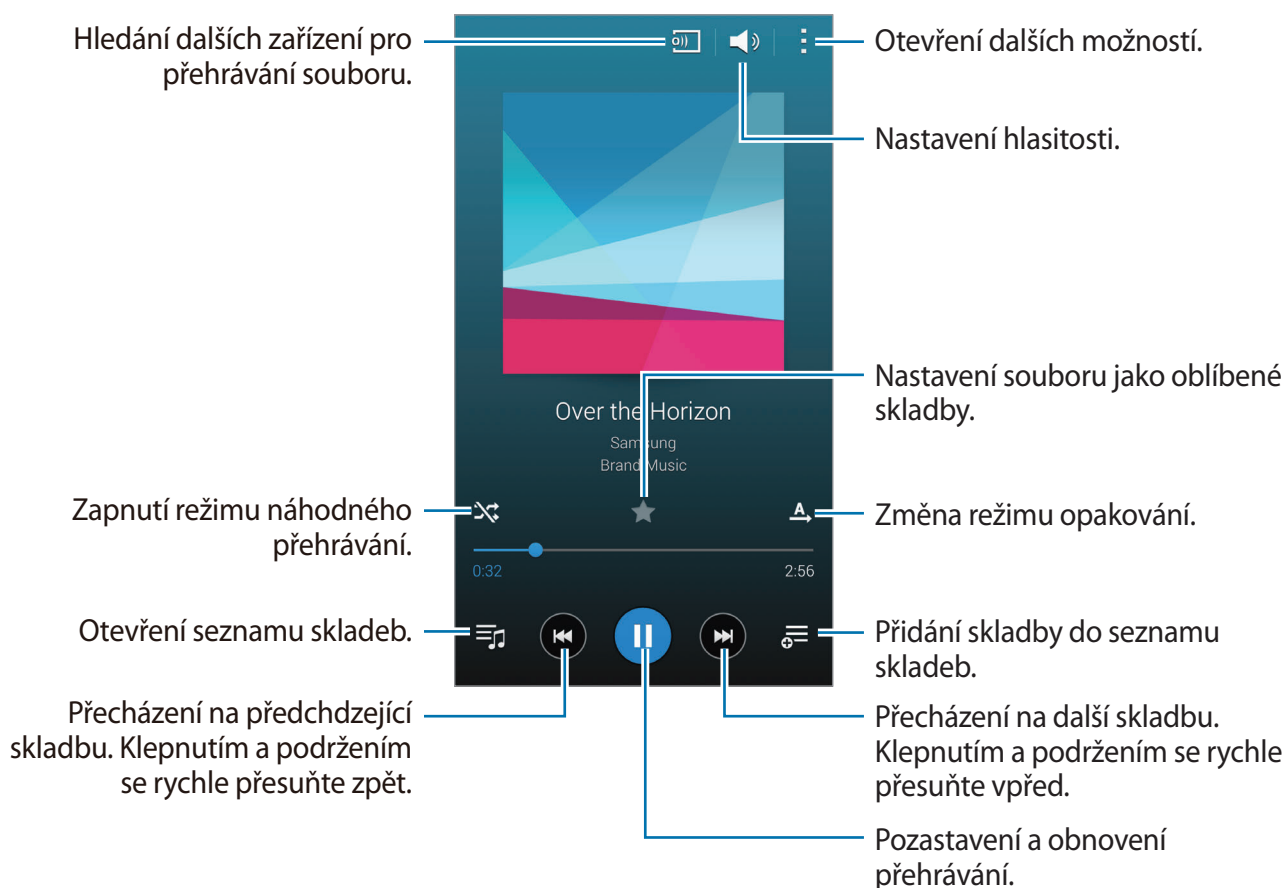 Hledání dalších zařízení pro
přehrávání souboru.
Otevření dalších možností.
Nastavení hlasitosti.
Nastavení souboru jako oblíbené
skladby.
Over the Horizon
Samsung
Brand Music
Zapnutí režimu náhodného
přehrávání.
A
Změna režimu opakování.
0:32
2:56
Otevření seznamu skladeb.
Přidání skladby do seznamu
skladeb.
Přecházení na předchdzející
skladbu. Klepnutím a podržením
se rychle přesuňte zpět.
Přecházení na další skladbu.
Klepnutím a podržením se rychle
přesuňte vpřed.
Pozastavení a obnovení
přehrávání.